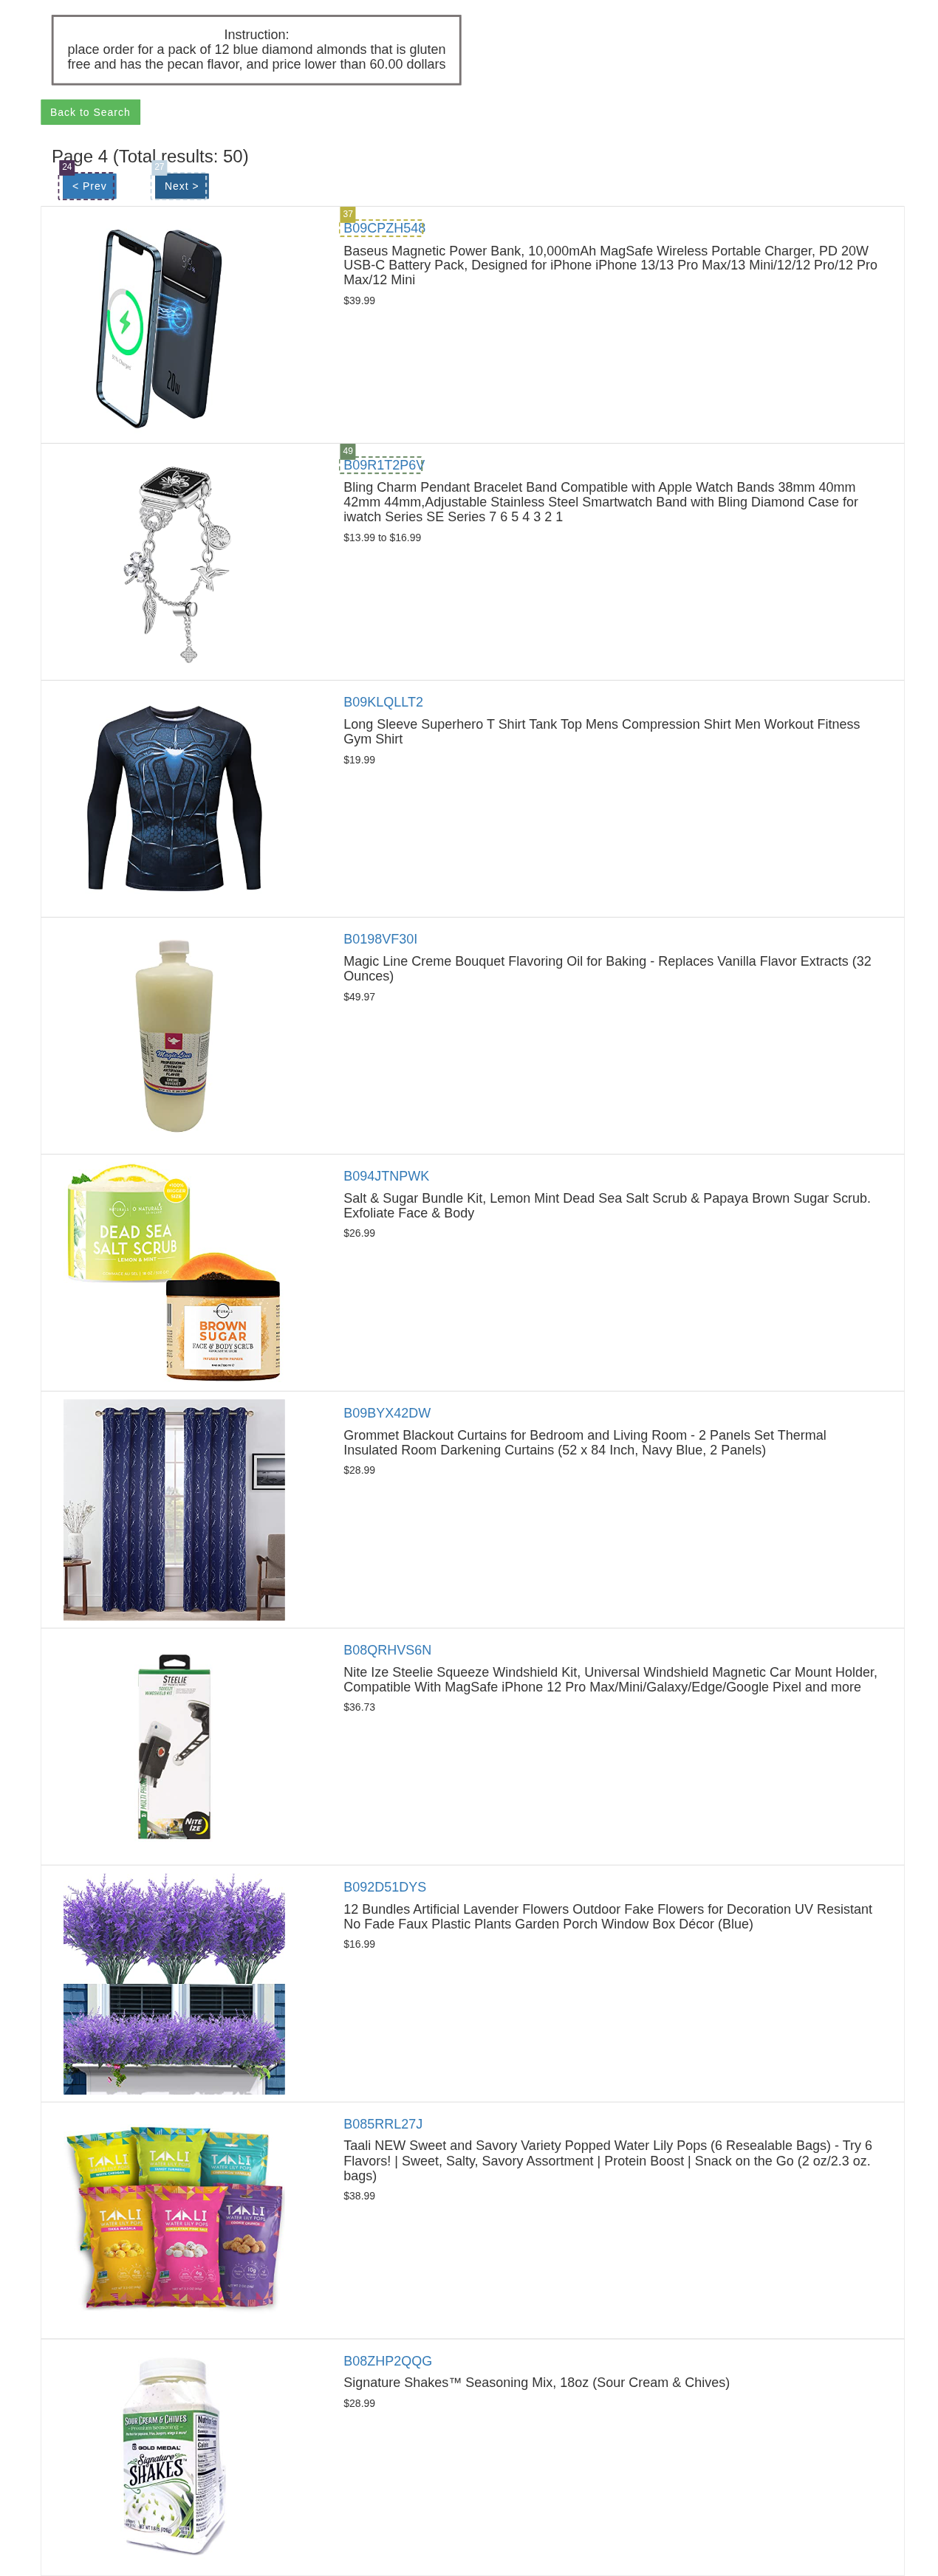 Instruction:
place order for a pack of 12 blue diamond almonds that is gluten
free and has the pecan flavor, and price lower than 60.00 dollars
Back to Search
Page 4 (Total results: 50)
24
27
< Prev
Next >
37
B09CPZH548
Baseus Magnetic Power Bank, 10,000mAh MagSafe Wireless Portable Charger, PD 20W
USB-C Battery Pack, Designed for iPhone iPhone 13/13 Pro Max/13 Mini/12/12 Pro/12 Pro
Max/12 Mini
$39.99
20W
49
B09R1T2P6V
Bling Charm Pendant Bracelet Band Compatible with Apple Watch Bands 38mm 40mm
42mm 44mm,Adjustable Stainless Steel Smartwatch Band with Bling Diamond Case for
iwatch Series SE Series 7 6 5 4 3 2 1
$13.99 to $16.99
B09KLQLLT2
Long Sleeve Superhero T Shirt Tank Top Mens Compression Shirt Men Workout Fitness
Gym Shirt
$19.99
B0198VF30I
Magic Line Creme Bouquet Flavoring Oil for Baking - Replaces Vanilla Flavor Extracts (32
Ounces)
$49.97
Magic Line
B094JTNPWK
Salt & Sugar Bundle Kit, Lemon Mint Dead Sea Salt Scrub & Papaya Brown Sugar Scrub.
Exfoliate Face & Body
$26.99
DEAD SEA
SALT SCRUB
LEMON & MINT
BROWN
SUGAR
FACE & BODY SCRUB
B09BYX42DW
Grommet Blackout Curtains for Bedroom and Living Room - 2 Panels Set Thermal
Insulated Room Darkening Curtains (52 x 84 Inch, Navy Blue, 2 Panels)
$28.99
B08QRHVS6N
Nite Ize Steelie Squeeze Windshield Kit, Universal Windshield Magnetic Car Mount Holder,
Compatible With MagSafe iPhone 12 Pro Max/Mini/Galaxy/Edge/Google Pixel and more
$36.73
STEELIE
NITE
IZE
B092D51DYS
12 Bundles Artificial Lavender Flowers Outdoor Fake Flowers for Decoration UV Resistant
No Fade Faux Plastic Plants Garden Porch Window Box Décor (Blue)
$16.99
B085RRL27J
Taali NEW Sweet and Savory Variety Popped Water Lily Pops (6 Resealable Bags) - Try 6
Flavors! | Sweet, Salty, Savory Assortment | Protein Boost | Snack on the Go (2 oz/2.3 oz.
bags)
$38.99
TAALI TAALI TAALI
TAALI TAALI TAALI
WATER LILY POPS WATER LILY POPS WATER LILY POPS
B08ZHP2QQG
Signature Shakes™ Seasoning Mix, 18oz (Sour Cream & Chives)
$28.99
SOUR CREAM & CHIVES
GOLD MEDAL
Signature
SHAKES